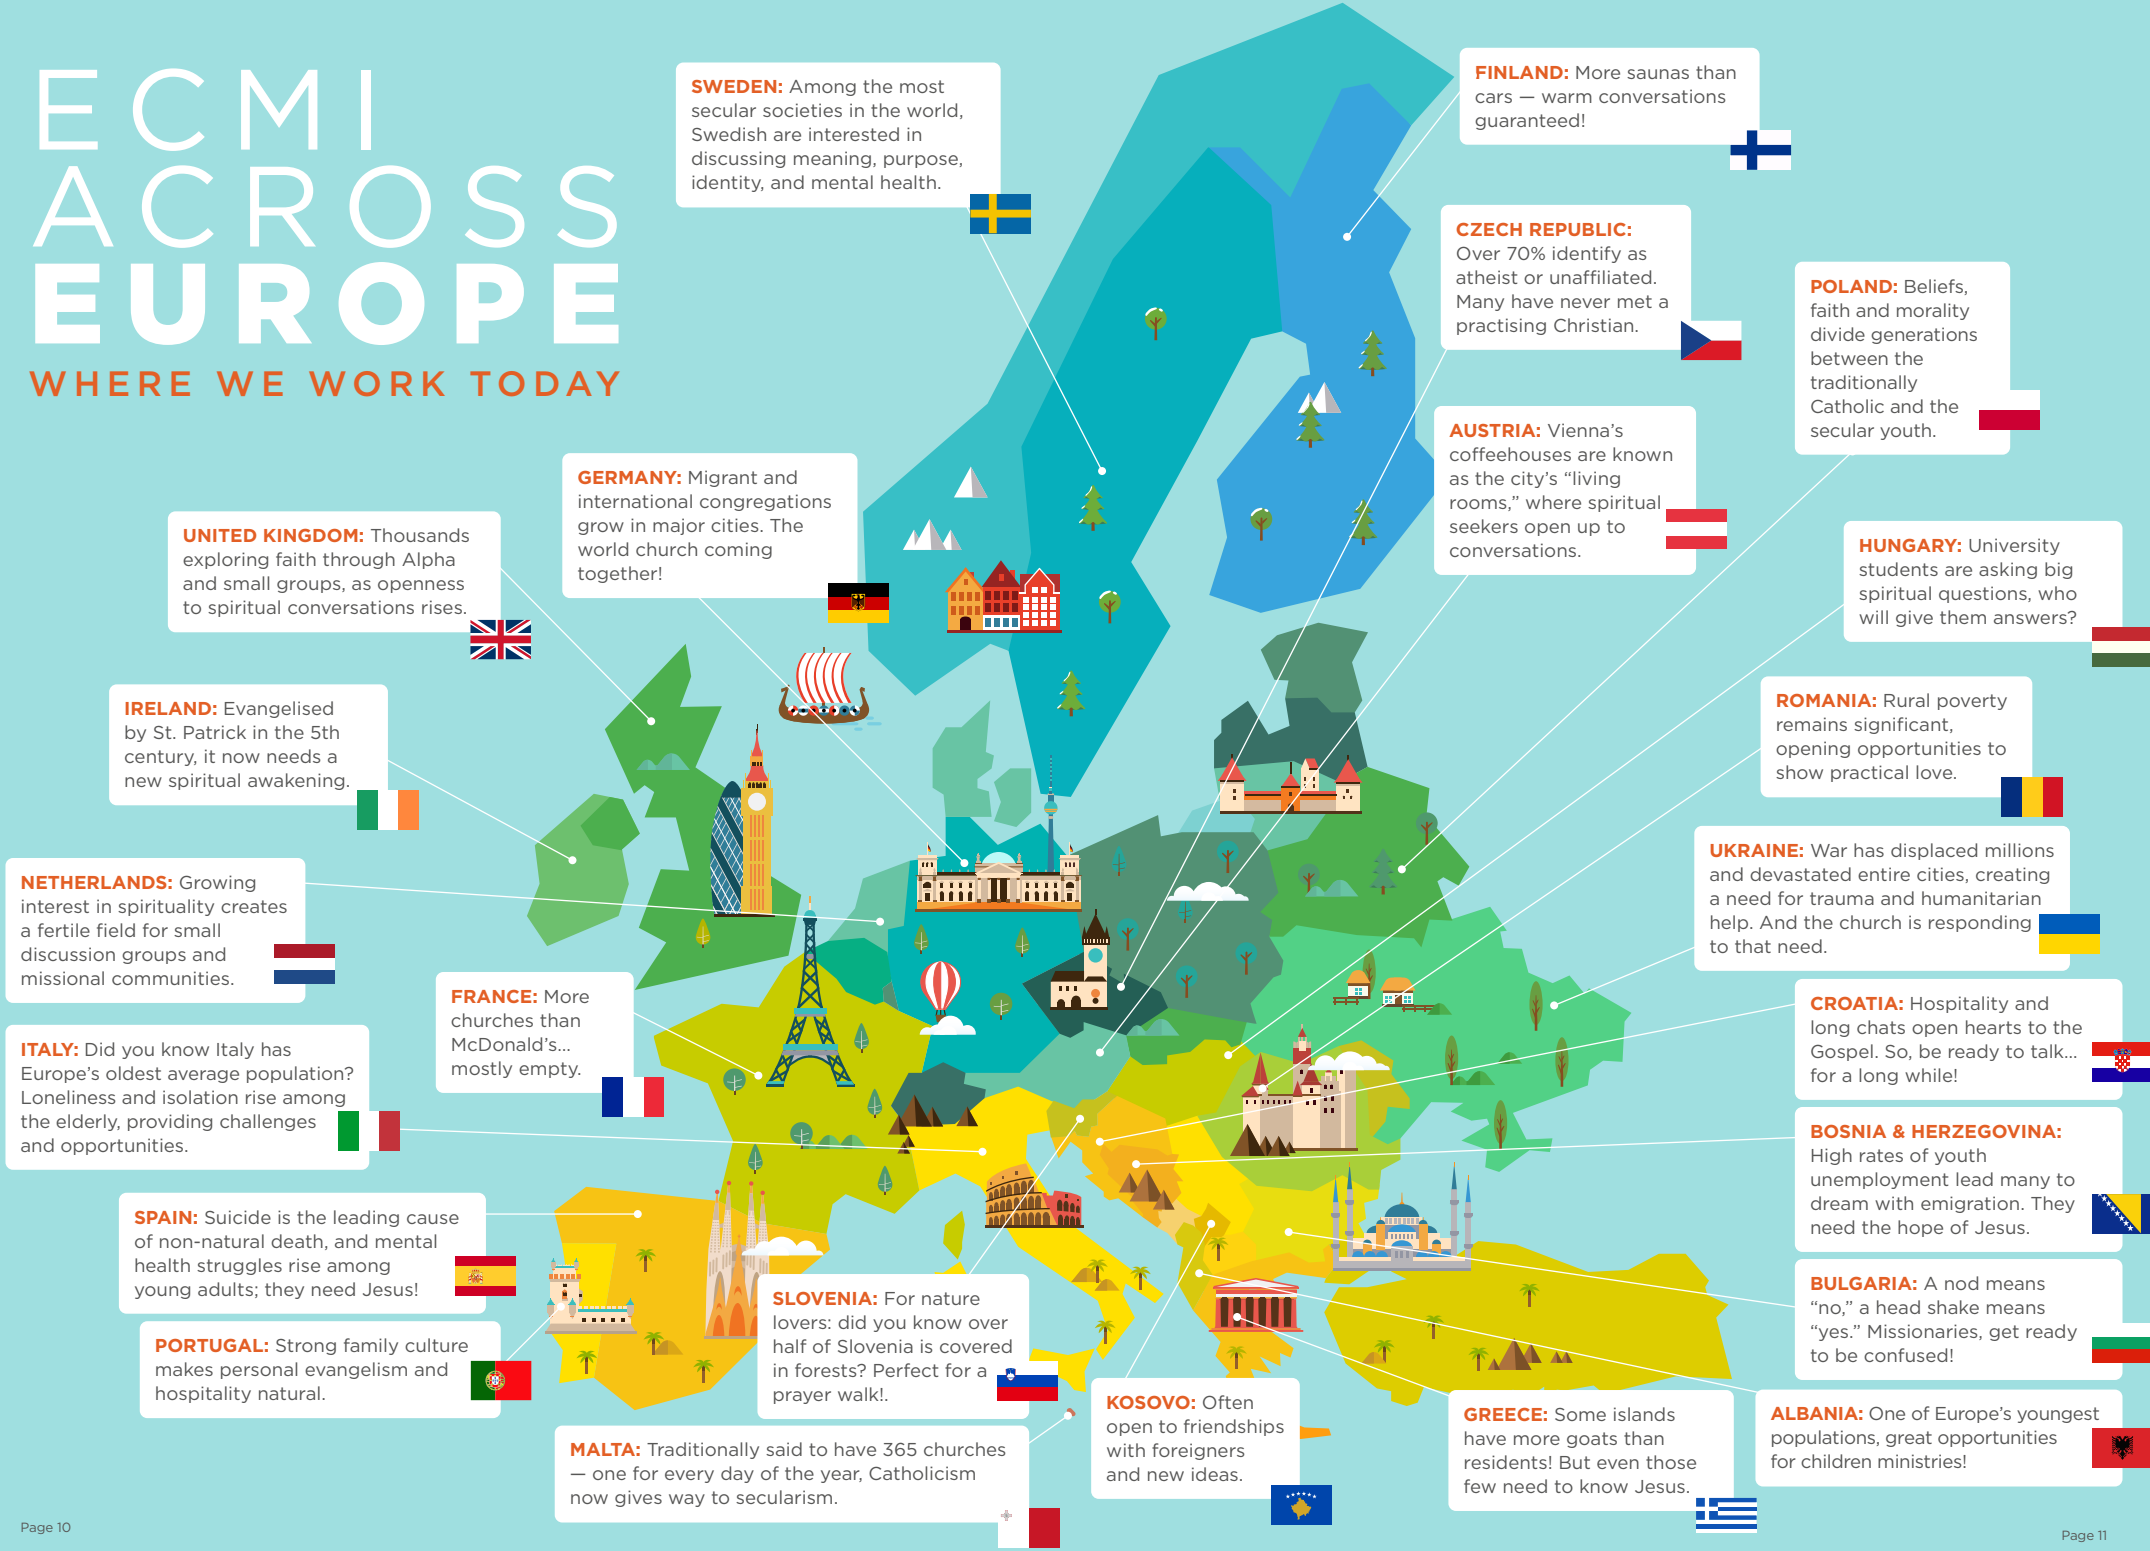 ECMI
ACROSS
EUROPE
WHERE WE WORK TODAY
SWEDEN: Among the most
secular societies in the world,
Swedish are interested in
discussing meaning, purpose,
identity, and mental health.
FINLAND: More saunas than
cars — warm conversations
guaranteed!
CZECH REPUBLIC:
Over 70% identify as
atheist or unaffiliated.
Many have never met a
practising Christian.
POLAND: Beliefs,
faith and morality
divide generations
between the
traditionally
Catholic and the
secular youth.
AUSTRIA: Vienna’s
coffeehouses are known
as the city’s “living
rooms,” where spiritual
seekers open up to
conversations.
GERMANY: Migrant and
international congregations
grow in major cities. The
world church coming
together!
UNITED KINGDOM: Thousands
exploring faith through Alpha
and small groups, as openness
to spiritual conversations rises.
HUNGARY: University
students are asking big
spiritual questions, who
will give them answers?
IRELAND: Evangelised
by St. Patrick in the 5th
century, it now needs a
new spiritual awakening.
ROMANIA: Rural poverty
remains significant,
opening opportunities to
show practical love.
NETHERLANDS: Growing
interest in spirituality creates
a fertile field for small
discussion groups and
missional communities.
UKRAINE: War has displaced millions
and devastated entire cities, creating
a need for trauma and humanitarian
help. And the church is responding
to that need.
FRANCE: More
churches than
McDonald’s...
mostly empty.
CROATIA: Hospitality and
long chats open hearts to the
Gospel. So, be ready to talk...
for a long while!
ITALY: Did you know Italy has
Europe’s oldest average population?
Loneliness and isolation rise among
the elderly, providing challenges
and opportunities.
BOSNIA & HERZEGOVINA:
High rates of youth
unemployment lead many to
dream with emigration. They
need the hope of Jesus.
SPAIN: Suicide is the leading cause
of non-natural death, and mental
health struggles rise among
young adults; they need Jesus!
BULGARIA: A nod means
“no,” a head shake means
“yes.” Missionaries, get ready
to be confused!
SLOVENIA: For nature
lovers: did you know over
half of Slovenia is covered
in forests? Perfect for a
prayer walk!.
PORTUGAL: Strong family culture
makes personal evangelism and
hospitality natural.
KOSOVO: Often
open to friendships
with foreigners
and new ideas.
GREECE: Some islands
have more goats than
residents! But even those
few need to know Jesus.
ALBANIA: One of Europe’s youngest
populations, great opportunities
for children ministries!
MALTA: Traditionally said to have 365 churches
— one for every day of the year, Catholicism
now gives way to secularism.
Page 10
Page 11